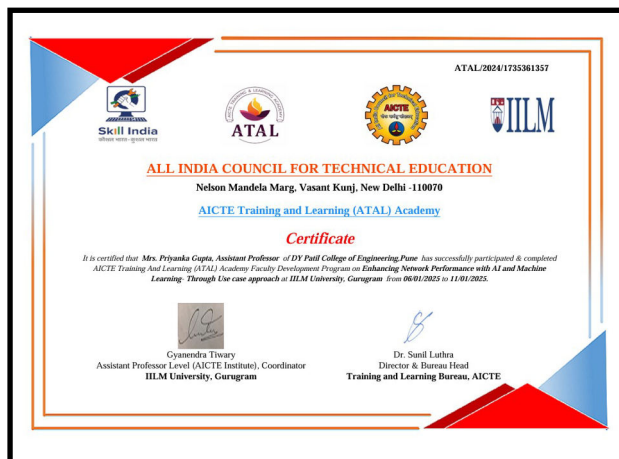 ATAL/2024/1735361357
Skill India
कौशल भारत-कुशल भारत
ATAL
AICTE
IILM
ALL INDIA COUNCIL FOR TECHNICAL EDUCATION
Nelson Mandela Marg, Vasant Kunj, New Delhi -110070
AICTE Training and Learning (ATAL) Academy
Certificate
It is certified that Mrs. Priyanka Gupta, Assistant Professor of DY Patil College of Engineering,Pune has successfully participated & completed
AICTE Training And Learning (ATAL) Academy Faculty Development Program on Enhancing Network Performance with AI and Machine
Learning- Through Use case approach at IILM University, Gurugram from 06/01/2025 to 11/01/2025.
Gyanendra Tiwary
Assistant Professor Level (AICTE Institute), Coordinator
IILM University, Gurugram
Dr. Sunil Luthra
Director & Bureau Head
Training and Learning Bureau, AICTE